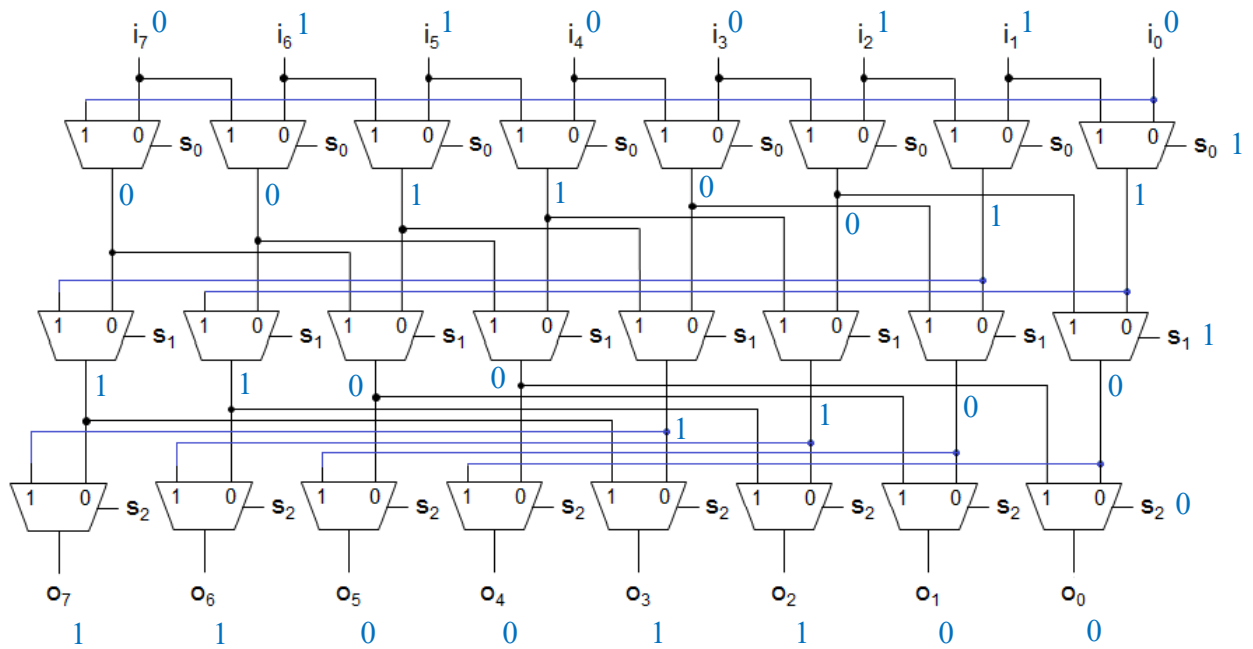 i₇ 0 i₆ 1 i₅ 1 i₄ 0 i₃ 0 i₂ 1 i₁ 1 i₀ 0
1 0 s₀ 1 0 s₀ 1 0 s₀ 1 0 s₀ 1 0 s₀ 1 0 s₀ 1 0 s₀ 1 0 s₀ 1
0 0 1 1 0 0 1 1
1 0 s₁ 1 0 s₁ 1 0 s₁ 1 0 s₁ 1 0 s₁ 1 0 s₁ 1 0 s₁ 1 0 s₁ 1
1 1 0 0 1 1 0 0
1 0 s₂ 1 0 s₂ 1 0 s₂ 1 0 s₂ 1 0 s₂ 1 0 s₂ 1 0 s₂ 1 0 s₂ 0
o₇ o₆ o₅ o₄ o₃ o₂ o₁ o₀
1 1 0 0 1 1 0 0